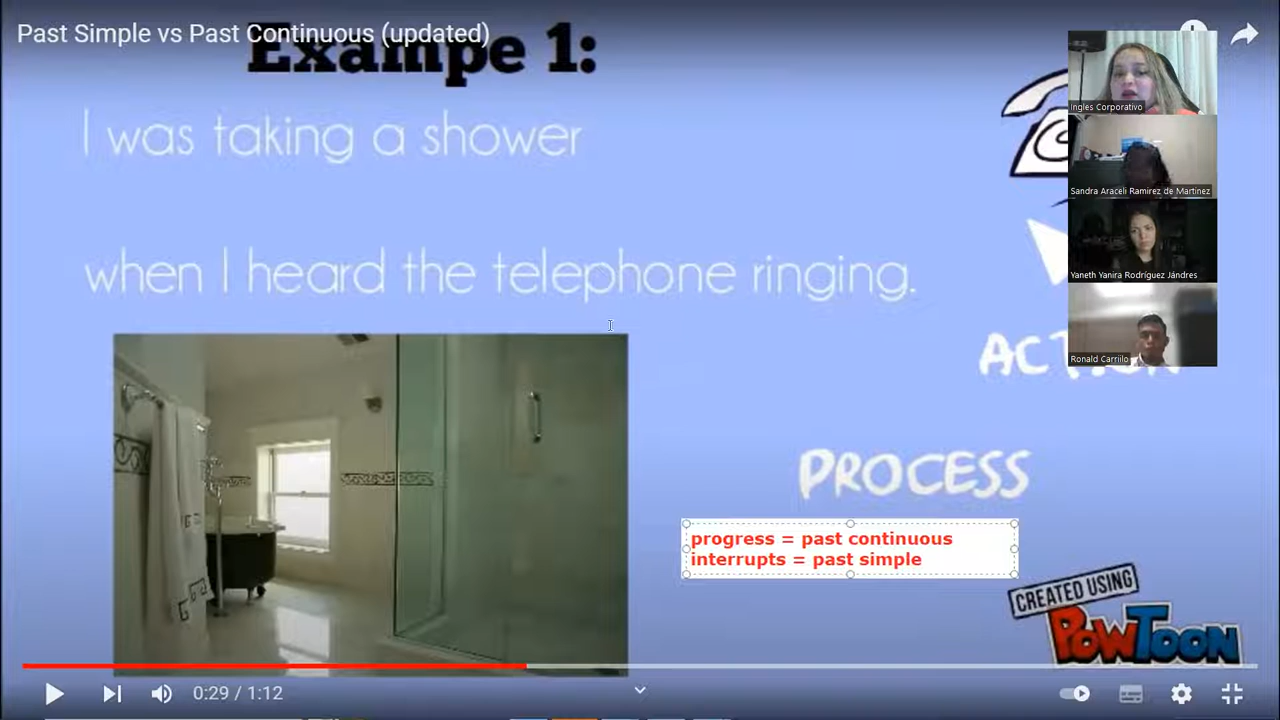 Past Simple vs Past Continuous (updated)
Exampe 1:
I was taking a shower
when I heard the telephone ringing.
Ingles Corporativo
Sandra Araceli Ramirez de Martinez
Yaneth Yanira Rodríguez Jándres
Ronald Carrilo
ACTION
PROCESS
progress = past continuous
interrupts = past simple
CREATED USING
POWTOON
0:29 / 1:12